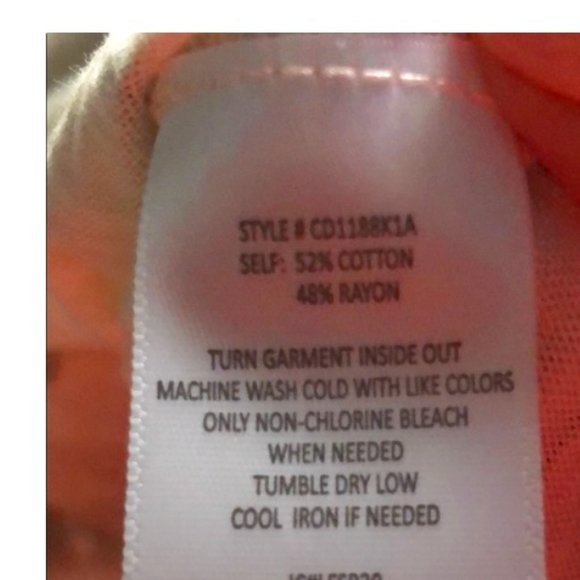 STYLE # CD1188K1A
SELF: 52% COTTON
48% RAYON
TURN GARMENT INSIDE OUT
MACHINE WASH COLD WITH LIKE COLORS
ONLY NON-CHLORINE BLEACH
WHEN NEEDED
TUMBLE DRY LOW
COOL IRON IF NEEDED